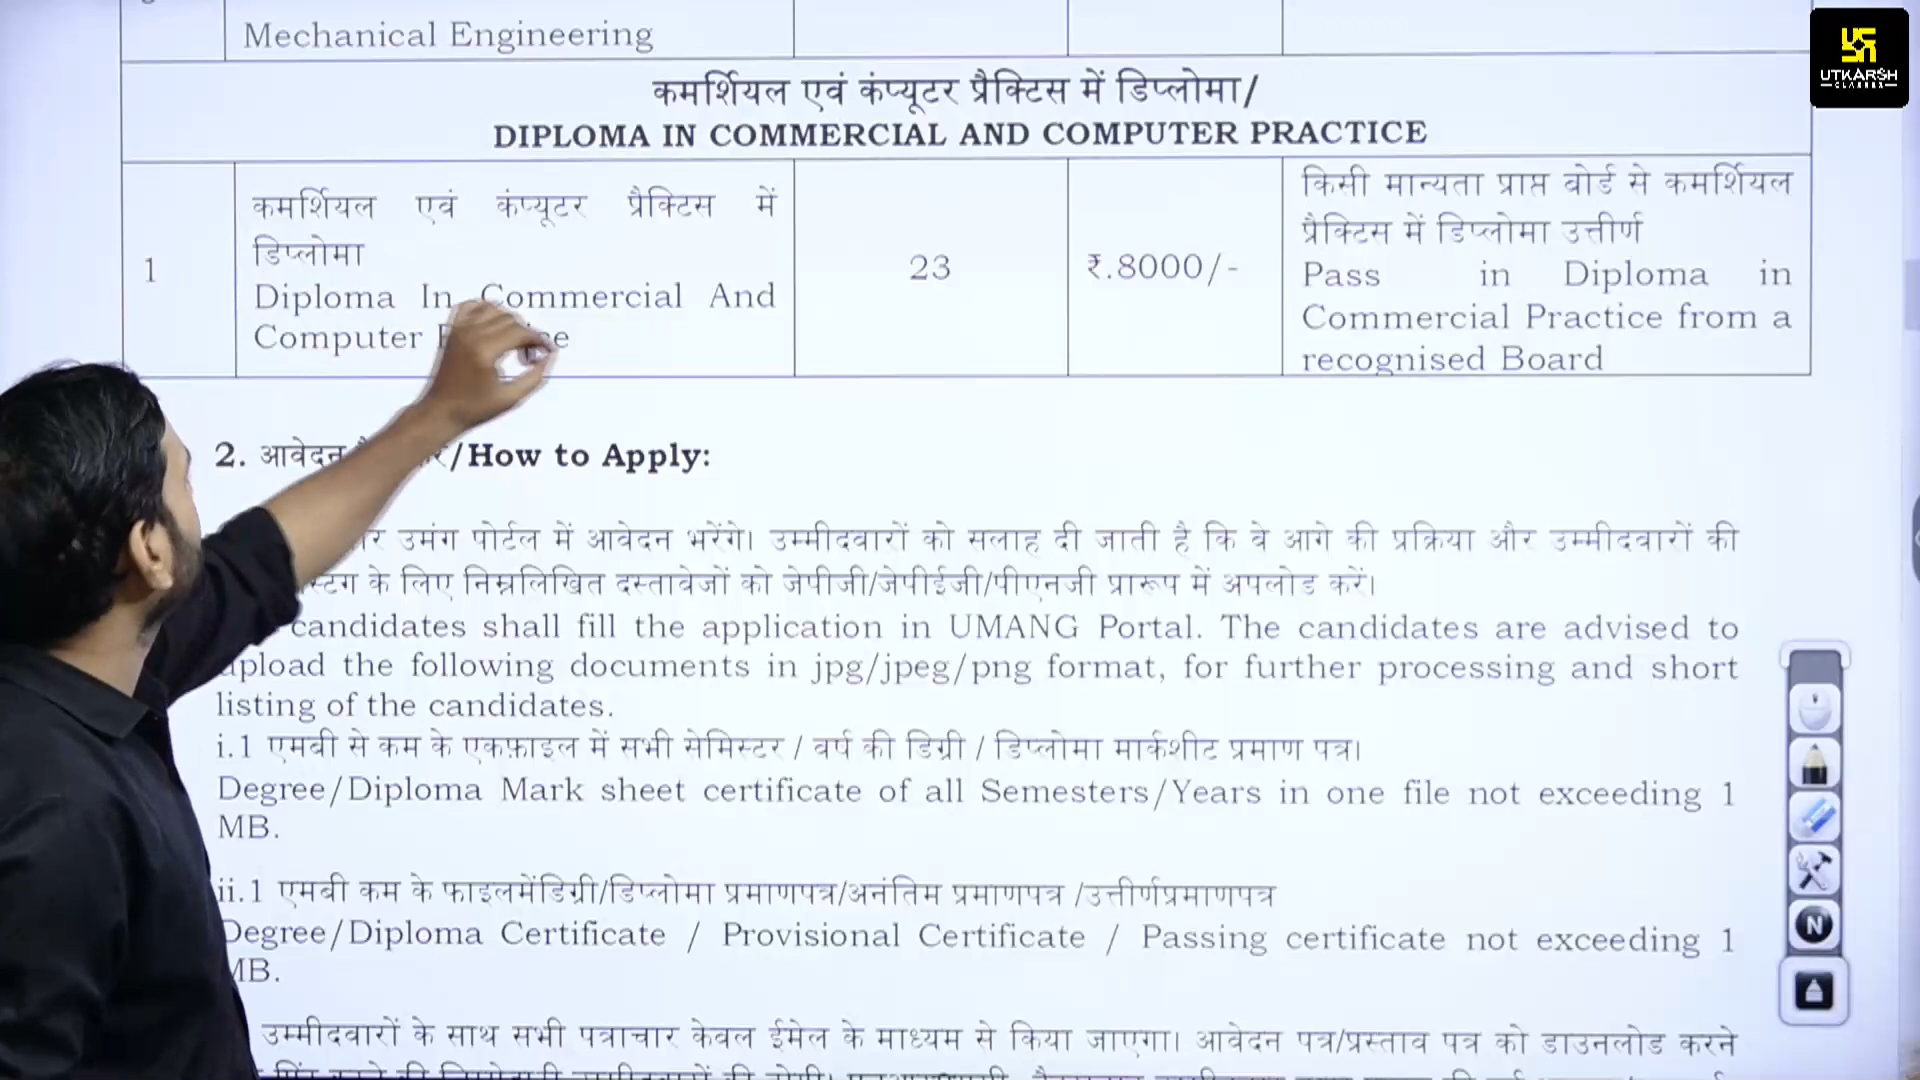 Mechanical Engineering
UTKARSH
CLASSES
कमर्शियल एवं कंप्यूटर प्रैक्टिस में डिप्लोमा/
DIPLOMA IN COMMERCIAL AND COMPUTER PRACTICE
1
कमर्शियल एवं कंप्यूटर प्रैक्टिस में
डिप्लोमा
Diploma In Commercial And
Computer
23
₹.8000/-
किसी मान्यता प्राप्त बोर्ड से कमर्शियल
प्रैक्टिस में डिप्लोमा उत्तीर्ण
Pass in Diploma in
Commercial Practice from a
recognised Board
2. आवेदन /How to Apply:
उमंग पोर्टल में आवेदन भरेंगे। उम्मीदवारों को सलाह दी जाती है कि वे आगे की प्रक्रिया और उम्मीदवारों की
के लिए निम्नलिखित दस्तावेजों को जेपीजी/जेपीईजी/पीएनजी प्रारूप में अपलोड करें।
candidates shall fill the application in UMANG Portal. The candidates are advised to
upload the following documents in jpg/jpeg/png format, for further processing and short
listing of the candidates.
i.1 एमबी से कम के एकफ़ाइल में सभी सेमिस्टर / वर्ष की डिग्री / डिप्लोमा मार्कशीट प्रमाण पत्र।
Degree/Diploma Mark sheet certificate of all Semesters/Years in one file not exceeding 1
MB.
ii.1 एमबी कम के फाइलमेंडिग्री/डिप्लोमा प्रमाणपत्र/अनंतिम प्रमाणपत्र /उत्तीर्णप्रमाणपत्र
Degree/Diploma Certificate / Provisional Certificate / Passing certificate not exceeding 1
MB.
उम्मीदवारों के साथ सभी पत्राचार केवल ईमेल के माध्यम से किया जाएगा। आवेदन पत्र/प्रस्ताव पत्र को डाउनलोड करने
N